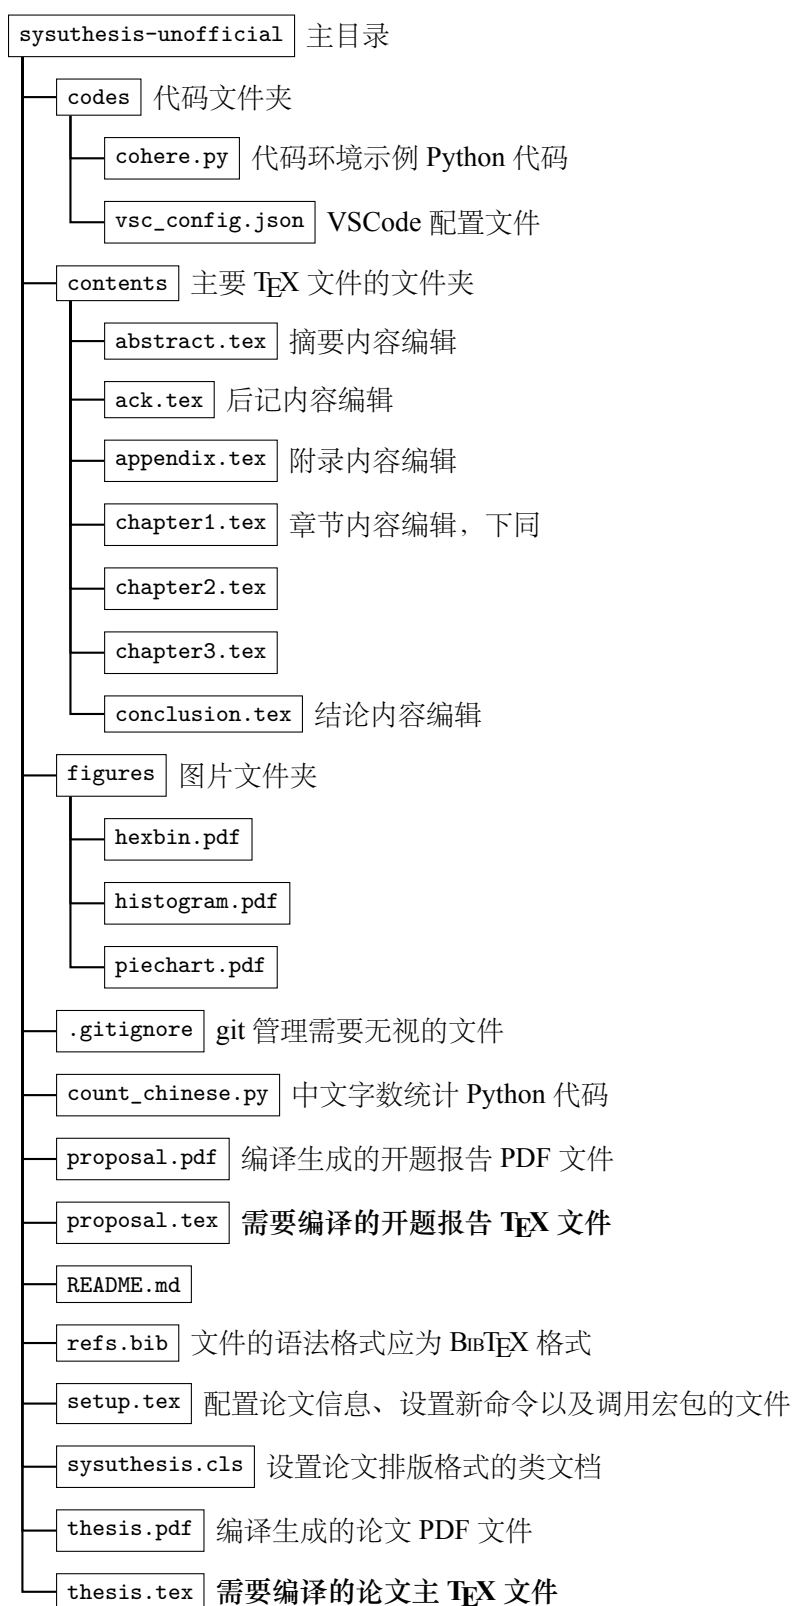 sysuthesis-unofficial 主目录
codes 代码文件夹
cohere.py 代码环境示例 Python 代码
vsc_config.json VSCode 配置文件
contents 主要 TEX 文件的文件夹
abstract.tex 摘要内容编辑
ack.tex 后记内容编辑
appendix.tex 附录内容编辑
chapter1.tex 章节内容编辑，下同
chapter2.tex
chapter3.tex
conclusion.tex 结论内容编辑
figures 图片文件夹
hexbin.pdf
histogram.pdf
piechart.pdf
.gitignore git 管理需要无视的文件
count_chinese.py 中文字数统计 Python 代码
proposal.pdf 编译生成的开题报告 PDF 文件
proposal.tex 需要编译的开题报告 TEX 文件
README.md
refs.bib 文件的语法格式应为 BIBTEX 格式
setup.tex 配置论文信息、设置新命令以及调用宏包的文件
sysuthesis.cls 设置论文排版格式的类文档
thesis.pdf 编译生成的论文 PDF 文件
thesis.tex 需要编译的论文主 TEX 文件